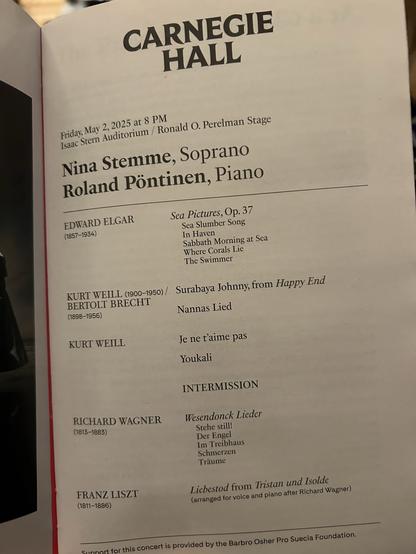 CARNEGIE
HALL
Friday, May 2, 2025 at 8 PM
Isaac Stern Auditorium / Ronald O. Perelman Stage
Nina Stemme, Soprano
Roland Pöntinen, Piano
EDWARD ELGAR
(1857–1934)
Sea Pictures, Op. 37
Sea Slumber Song
In Haven
Sabbath Morning at Sea
Where Corals Lie
The Swimmer
KURT WEILL (1900–1950) /
BERTOLT BRECHT
(1898–1956)
Surabaya Johnny, from Happy End
Nannas Lied
KURT WEILL
Je ne t'aime pas
Youkali
INTERMISSION
RICHARD WAGNER
(1813–1883)
Wesendonck Lieder
Stehe still!
Der Engel
Im Treibhaus
Schmerzen
Träume
FRANZ LISZT
(1811–1886)
Liebestod from Tristan und Isolde
(arranged for voice and piano after Richard Wagner)
Support for this concert is provided by the Barbro Osher Pro Suecia Foundation.